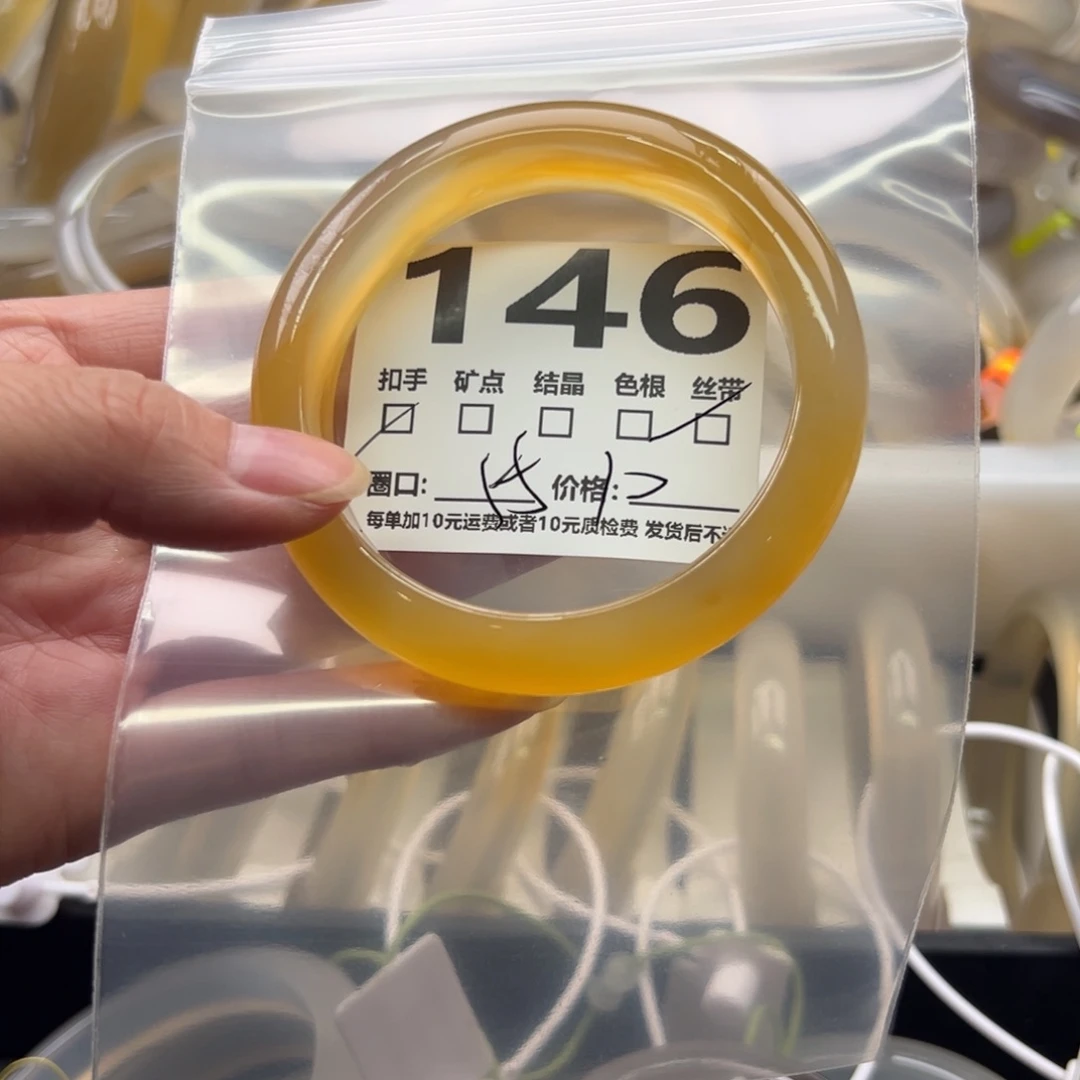 146
扣手 矿点 结晶 色根 丝带
圈口: 价格:
每单加10元运费或者10元质检费 发货后不